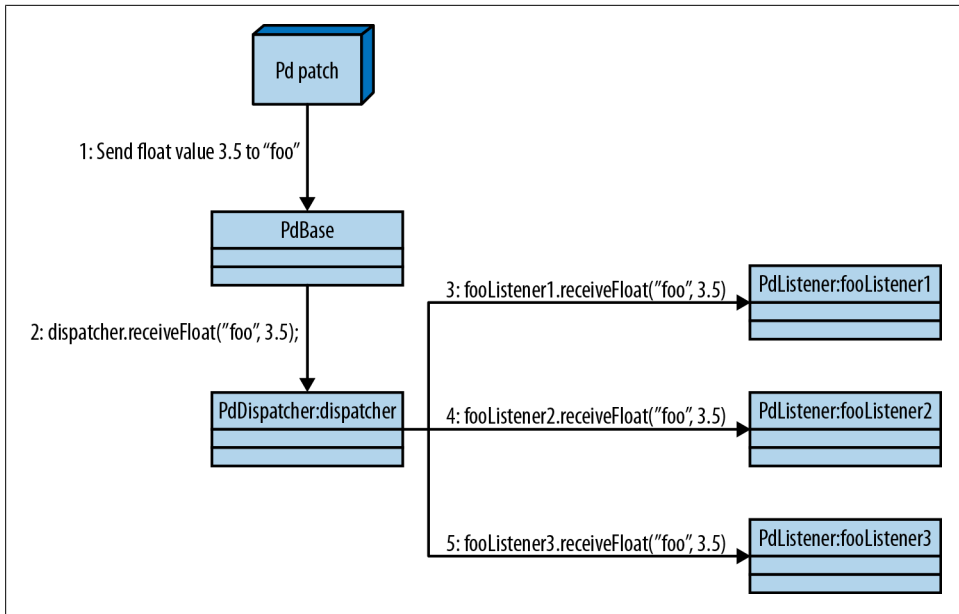 Pd patch
1: Send float value 3.5 to “foo”
PdBase
2: dispatcher.receiveFloat(”foo”, 3.5);
PdDispatcher:dispatcher
3: fooListener1.receiveFloat(”foo”, 3.5)
PdListener:fooListener1
4: fooListener2.receiveFloat(”foo”, 3.5)
PdListener:fooListener2
5: fooListener3.receiveFloat(”foo”, 3.5)
PdListener:fooListener3